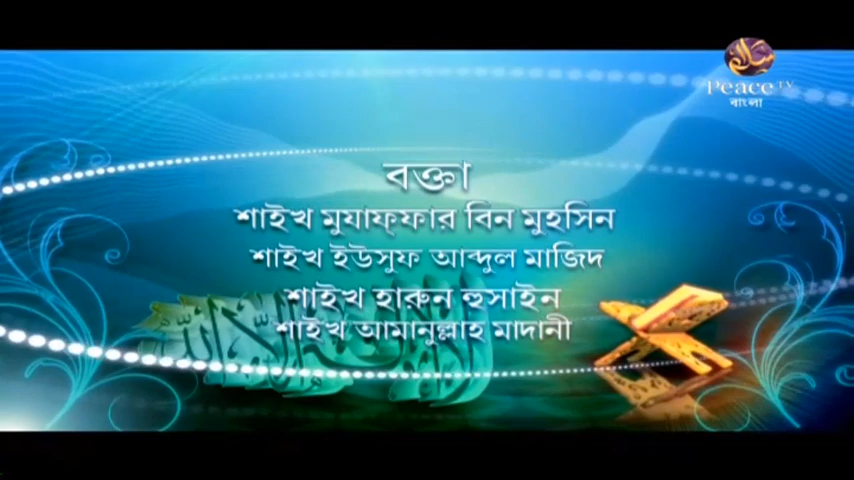 Peace TV
বাংলা
বক্তা
শাইখ মুযাফ্ফার বিন মুহসিন
শাইখ ইউসুফ আব্দুল মাজিদ
শাইখ হারুন হুসাইন
শাইখ আমানুল্লাহ মাদানী